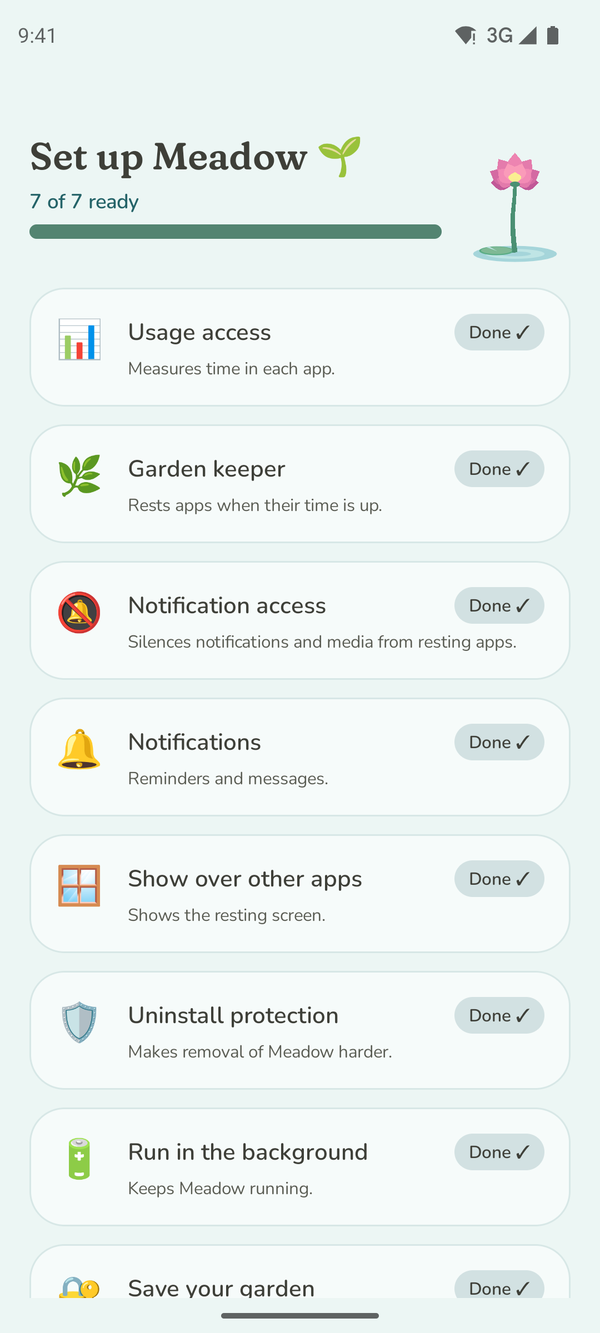 9:41
3G
Set up Meadow 🌱
7 of 7 ready
Usage access
Done ✓
Measures time in each app.
Garden keeper
Done ✓
Rests apps when their time is up.
Notification access
Done ✓
Silences notifications and media from resting apps.
Notifications
Done ✓
Reminders and messages.
Show over other apps
Done ✓
Shows the resting screen.
Uninstall protection
Done ✓
Makes removal of Meadow harder.
Run in the background
Done ✓
Keeps Meadow running.
Save your garden
Done ✓